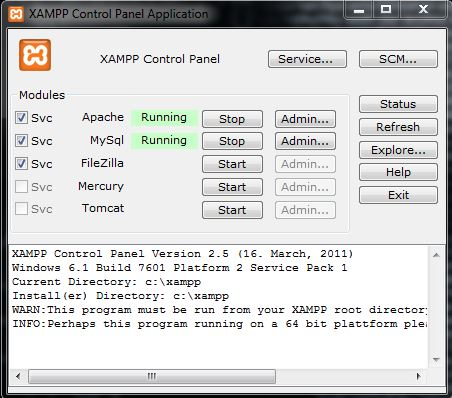 XAMPP Control Panel Application
XAMPP Control Panel
Service...
SCM...
Modules
Svc Apache Running Stop Admin...
Svc MySql Running Stop Admin...
Svc FileZilla Start Admin...
Svc Mercury Start Admin...
Svc Tomcat Start Admin...
Status
Refresh
Explore...
Help
Exit
XAMPP Control Panel Version 2.5 (16. March, 2011)
Windows 6.1 Build 7601 Platform 2 Service Pack 1
Current Directory: c:\xampp
Install(er) Directory: c:\xampp
WARN:This program must be run from your XAMPP root directory
INFO:Perhaps this program running on a 64 bit plattform plea